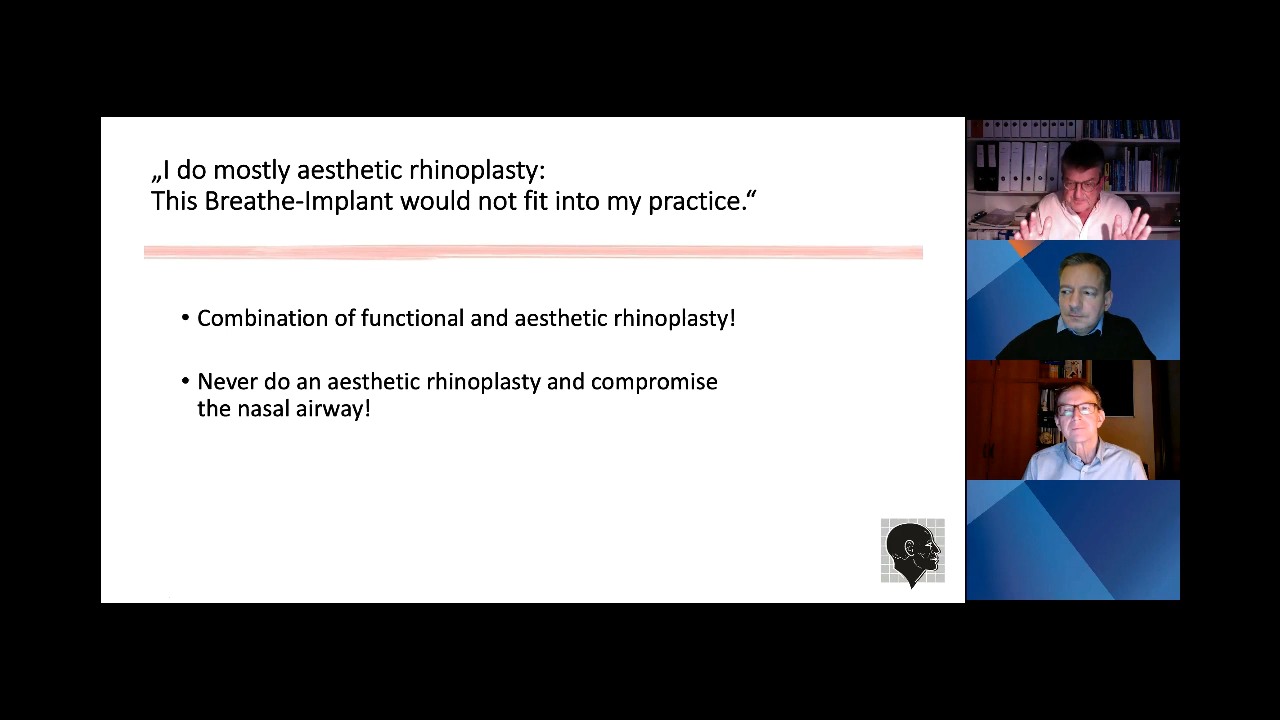 „I do mostly aesthetic rhinoplasty:
This Breathe-Implant would not fit into my practice.“
• Combination of functional and aesthetic rhinoplasty!
• Never do an aesthetic rhinoplasty and compromise
the nasal airway!